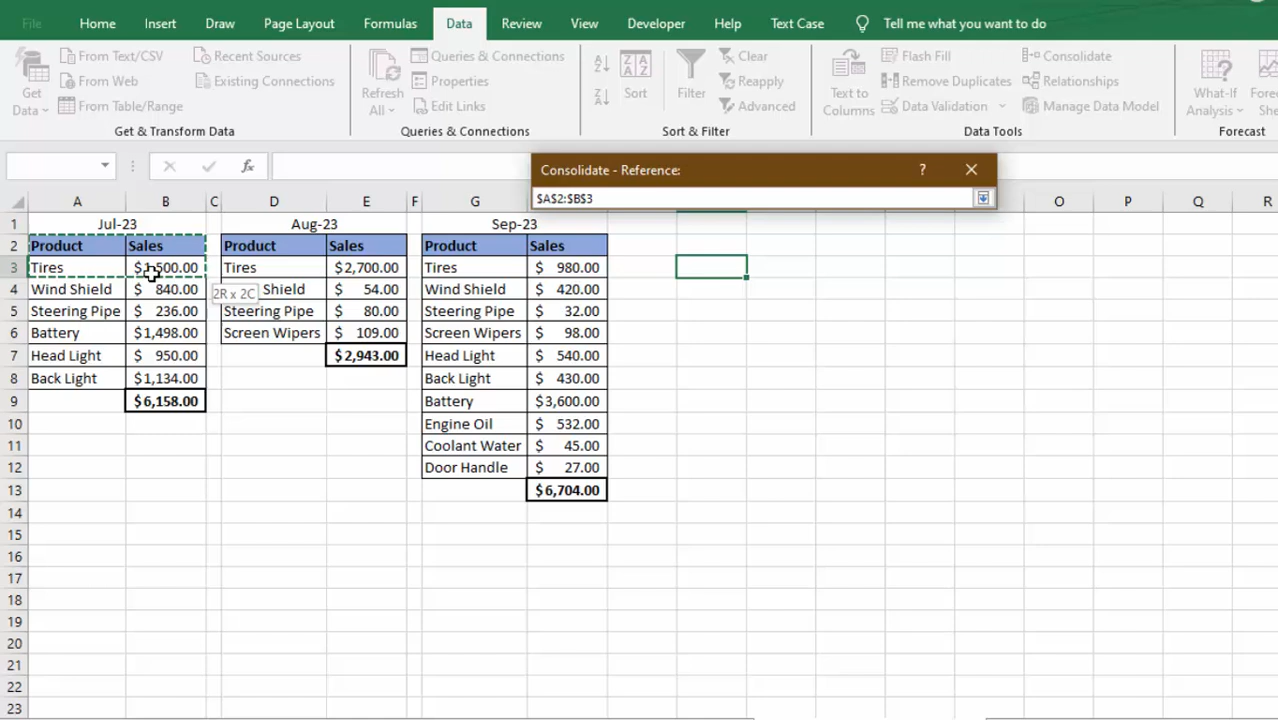 File Home Insert Draw Page Layout Formulas Data Review View Developer Help Text Case Tell me what you want to do
From Text/CSV Recent Sources Queries & Connections Clear Flash Fill Consolidate
From Web Existing Connections Properties Reapply Remove Duplicates Relationships
Get Data From Table/Range Refresh All Edit Links Sort Filter Advanced Text to Columns Data Validation Manage Data Model What-If Analysis
Get & Transform Data Queries & Connections Sort & Filter Data Tools Forecast
fx Consolidate - Reference: ?
$A$2:$B$3
A B C D E F G O P Q R
1 Jul-23 Aug-23 Sep-23
2 Product Sales Product Sales Product Sales
3 Tires $1,500.00 Tires $2,700.00 Tires $ 980.00
4 Wind Shield $ 840.00 2R x 2C Shield $ 54.00 Wind Shield $ 420.00
5 Steering Pipe $ 236.00 Steering Pipe $ 80.00 Steering Pipe $ 32.00
6 Battery $1,498.00 Screen Wipers $ 109.00 Screen Wipers $ 98.00
7 Head Light $ 950.00 $2,943.00 Head Light $ 540.00
8 Back Light $1,134.00 Back Light $ 430.00
9 $6,158.00 Battery $3,600.00
10 Engine Oil $ 532.00
11 Coolant Water $ 45.00
12 Door Handle $ 27.00
13 $6,704.00
14
15
16
17
18
19
20
21
22
23